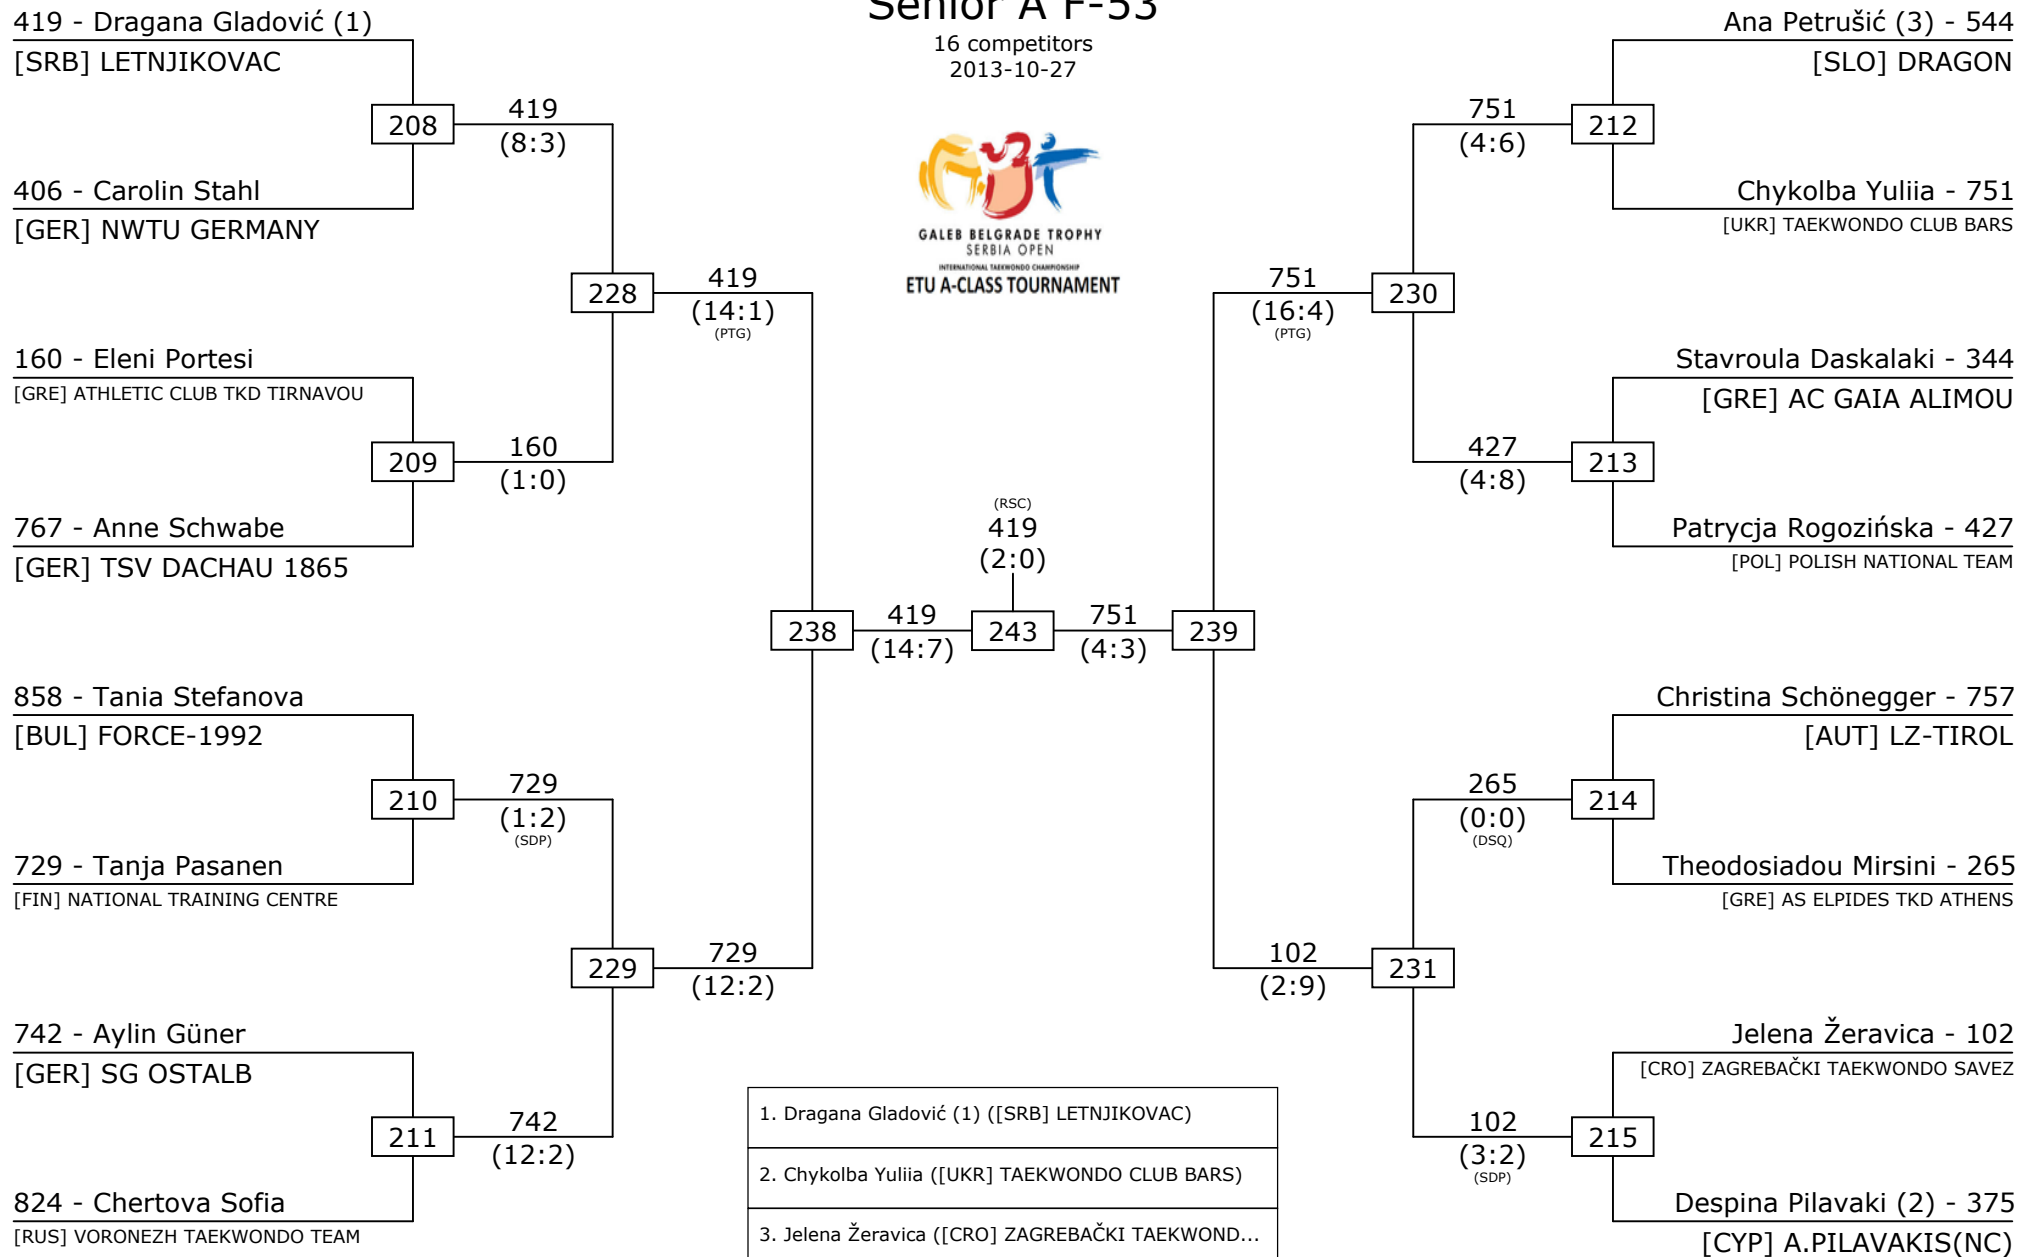 Senior A F-53
16 competitors
2013-10-27
GALEB BELGRADE TROPHY
SERBIA OPEN
INTERNATIONAL TAEKWONDO CHAMPIONSHIP
ETU A-CLASS TOURNAMENT
419 - Dragana Gladović (1)
[SRB] LETNJIKOVAC
208
419
(8:3)
406 - Carolin Stahl
[GER] NWTU GERMANY
228
419
(14:1)
(PTG)
160 - Eleni Portesi
[GRE] ATHLETIC CLUB TKD TIRNAVOU
209
160
(1:0)
767 - Anne Schwabe
[GER] TSV DACHAU 1865
238
419
(14:7)
858 - Tania Stefanova
[BUL] FORCE-1992
210
729
(1:2)
(SDP)
729 - Tanja Pasanen
[FIN] NATIONAL TRAINING CENTRE
229
729
(12:2)
742 - Aylin Güner
[GER] SG OSTALB
211
742
(12:2)
824 - Chertova Sofia
[RUS] VORONEZH TAEKWONDO TEAM
(RSC)
419
(2:0)
243
Ana Petrušić (3) - 544
[SLO] DRAGON
751
(4:6)
212
Chykolba Yuliia - 751
[UKR] TAEKWONDO CLUB BARS
751
(16:4)
(PTG)
230
Stavroula Daskalaki - 344
[GRE] AC GAIA ALIMOU
427
(4:8)
213
Patrycja Rogozińska - 427
[POL] POLISH NATIONAL TEAM
751
(4:3)
239
Christina Schönegger - 757
[AUT] LZ-TIROL
265
(0:0)
(DSQ)
214
Theodosiadou Mirsini - 265
[GRE] AS ELPIDES TKD ATHENS
102
(2:9)
231
Jelena Žeravica - 102
[CRO] ZAGREBAČKI TAEKWONDO SAVEZ
102
(3:2)
(SDP)
215
Despina Pilavaki (2) - 375
[CYP] A.PILAVAKIS(NC)
1. Dragana Gladović (1) ([SRB] LETNJIKOVAC)
2. Chykolba Yuliia ([UKR] TAEKWONDO CLUB BARS)
3. Jelena Žeravica ([CRO] ZAGREBAČKI TAEKWOND...